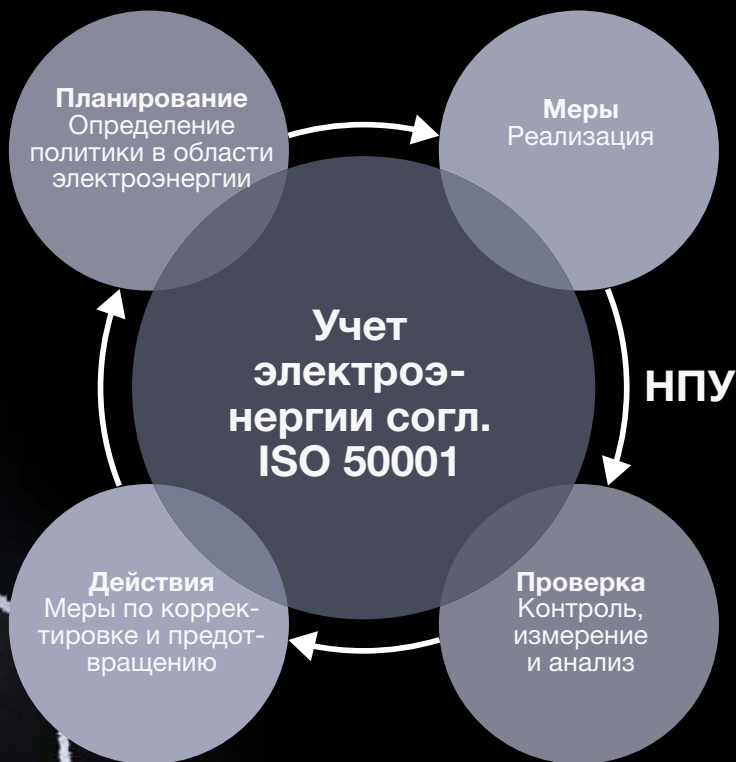 Планирование
Определение
политики в области
электроэнергии
Меры
Реализация
Учет
электроэ-
нергии согл.
ISO 50001
НПУ
Действия
Меры по коррек-
тировке и предот-
вращению
Проверка
Контроль,
измерение
и анализ